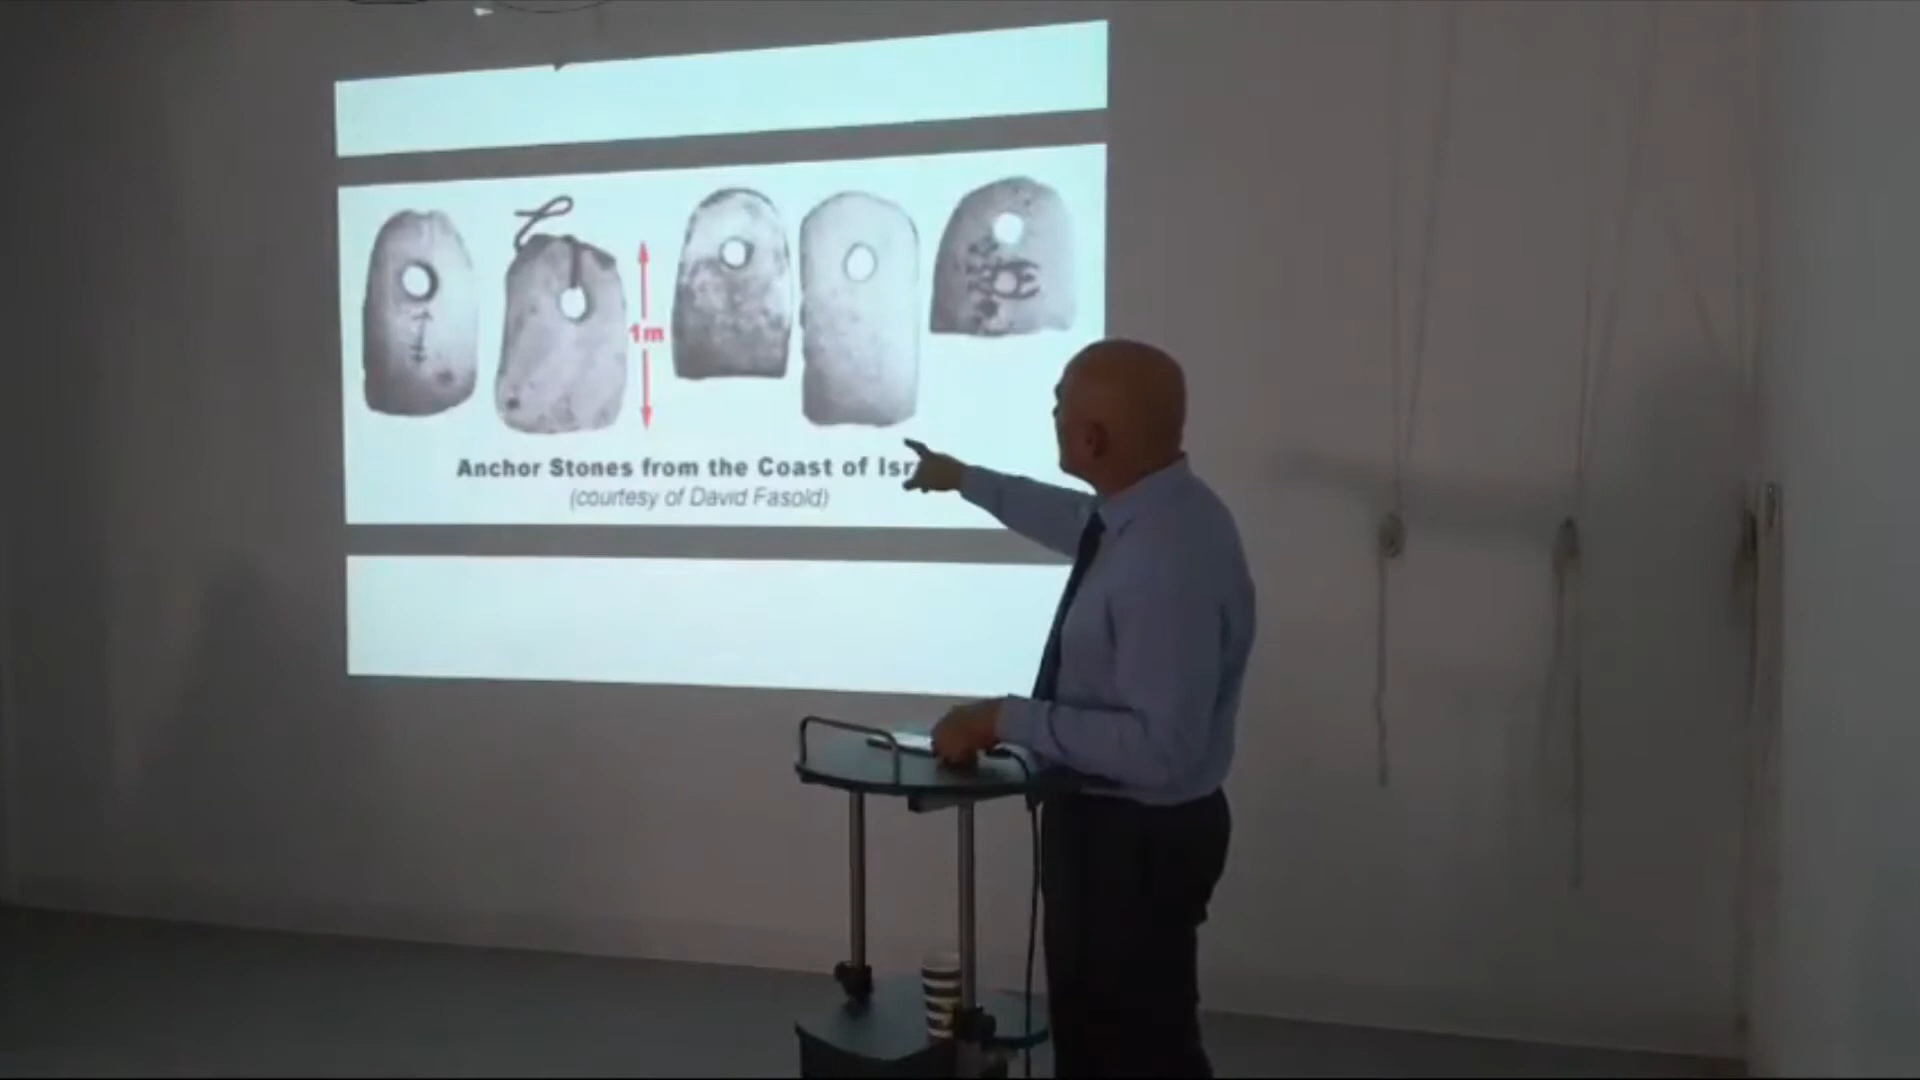 1m
Anchor Stones from the Coast of Isr
(courtesy of David Fasold)